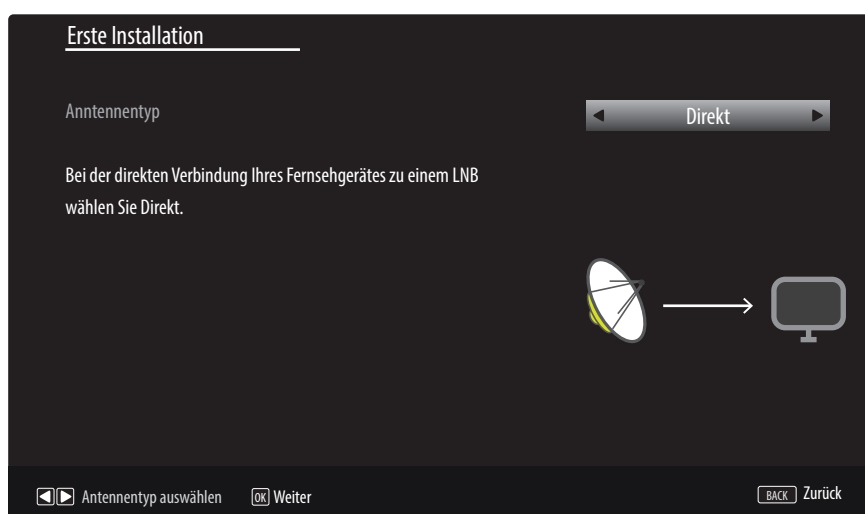 Erste Installation
Anntennentyp
Direkt
Bei der direkten Verbindung Ihres Fernsehgerätes zu einem LNB
wählen Sie Direkt.
Antennentyp auswählen OK Weiter BACK Zurück